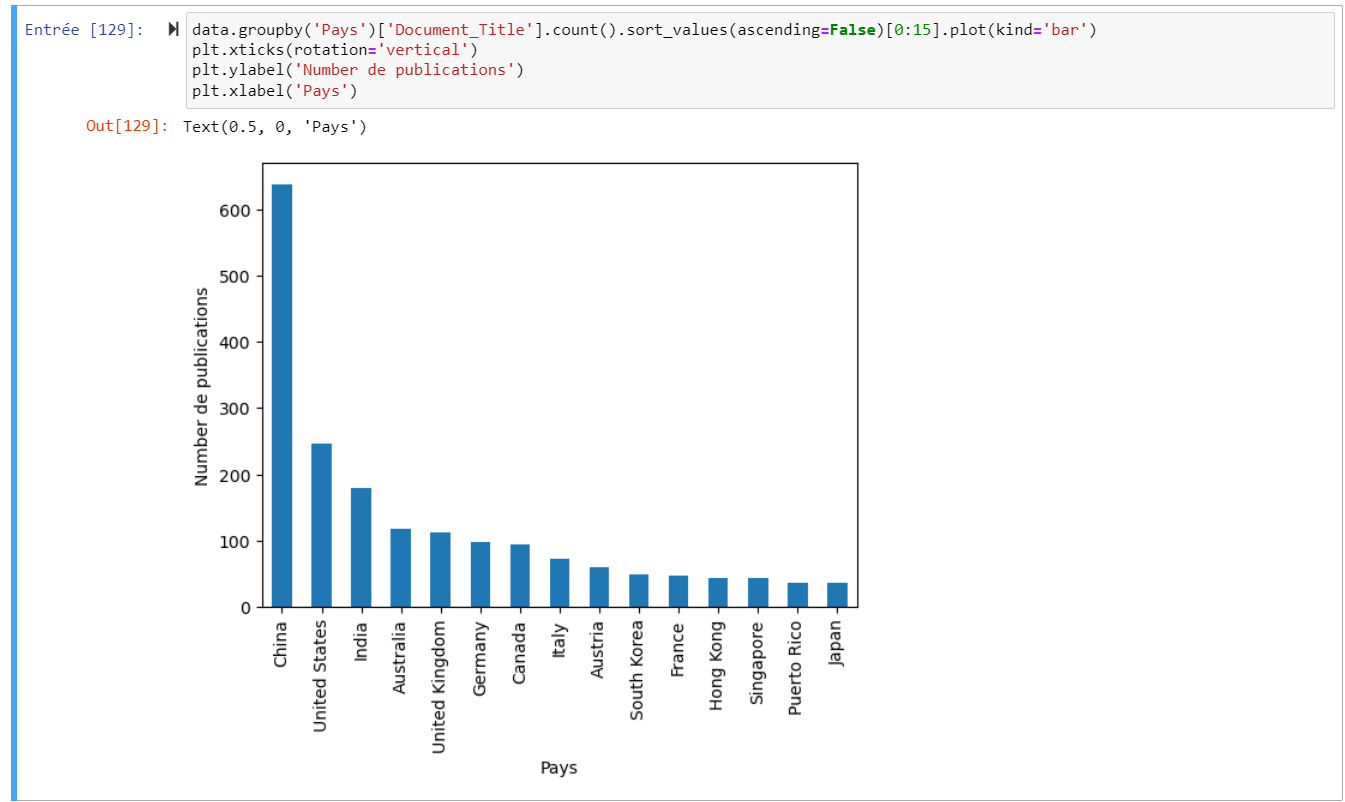 Entrée [129]:
data.groupby('Pays')['Document_Title'].count().sort_values(ascending=False)[0:15].plot(kind='bar')
plt.xticks(rotation='vertical')
plt.ylabel('Number de publications')
plt.xlabel('Pays')
Out[129]: Text(0.5, 0, 'Pays')
Number de publications
600
500
400
300
200
100
0
China
United States
India
Australia
United Kingdom
Germany
Canada
Italy
Austria
South Korea
France
Hong Kong
Singapore
Puerto Rico
Japan
Pays